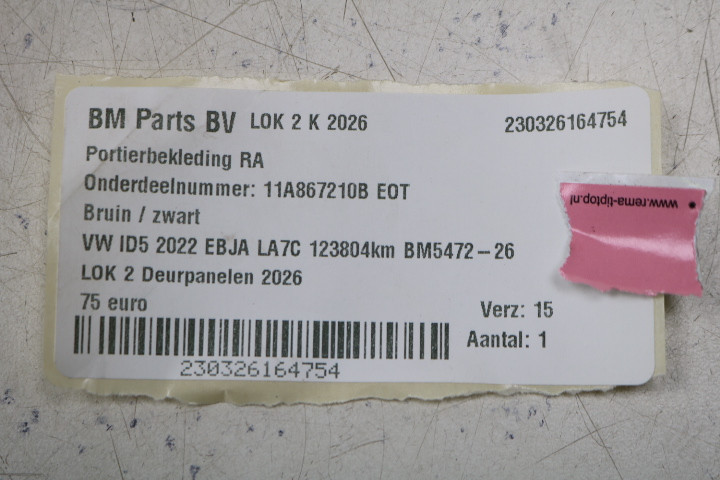 BM Parts BV LOK 2 K 2026 230326164754
Portierbekleding RA
Onderdeelnummer: 11A867210B EOT
Bruin / zwart
VW ID5 2022 EBJA LA7C 123804km BM5472-26
LOK 2 Deurpanelen 2026
75 euro Verz: 15
Aantal: 1
230326164754
www.rema-tiptop.nl